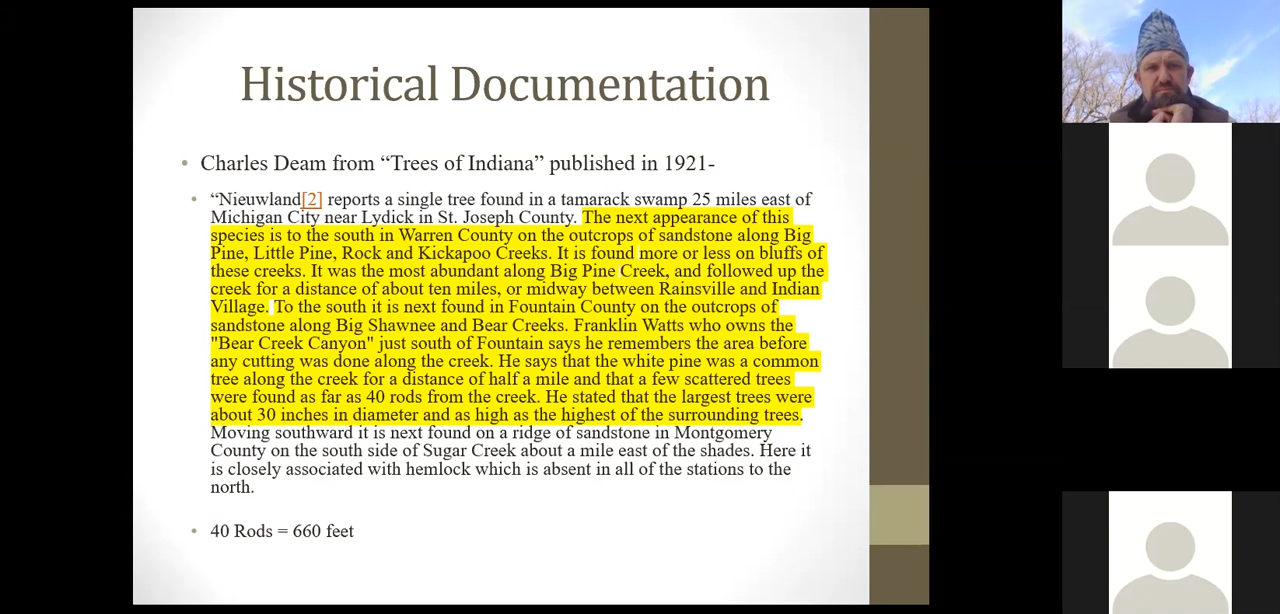 Historical Documentation
• Charles Deam from “Trees of Indiana” published in 1921-
• “Nieuwland[2] reports a single tree found in a tamarack swamp 25 miles east of
Michigan City near Lydick in St. Joseph County. The next appearance of this
species is to the south in Warren County on the outcrops of sandstone along Big
Pine, Little Pine, Rock and Kickapoo Creeks. It is found more or less on bluffs of
these creeks. It was the most abundant along Big Pine Creek, and followed up the
creek for a distance of about ten miles, or midway between Rainsville and Indian
Village. To the south it is next found in Fountain County on the outcrops of
sandstone along Big Shawnee and Bear Creeks. Franklin Watts who owns the
"Bear Creek Canyon" just south of Fountain says he remembers the area before
any cutting was done along the creek. He says that the white pine was a common
tree along the creek for a distance of half a mile and that a few scattered trees
were found as far as 40 rods from the creek. He stated that the largest trees were
about 30 inches in diameter and as high as the highest of the surrounding trees.
Moving southward it is next found on a ridge of sandstone in Montgomery
County on the south side of Sugar Creek about a mile east of the shades. Here it
is closely associated with hemlock which is absent in all of the stations to the
north.
• 40 Rods = 660 feet